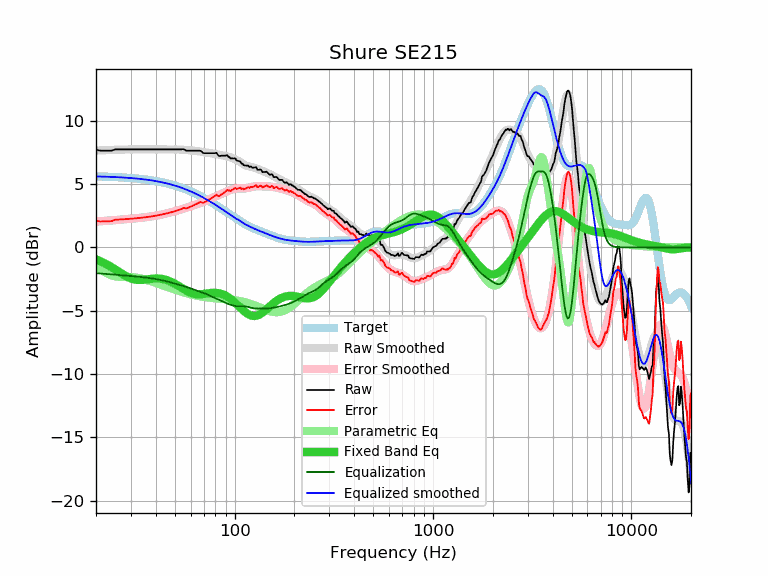 Shure SE215
Amplitude (dBr)
10
5
0
−5
−10
−15
−20
Target
Raw Smoothed
Error Smoothed
Raw
Error
Parametric Eq
Fixed Band Eq
Equalization
Equalized smoothed
100
1000
10000
Frequency (Hz)